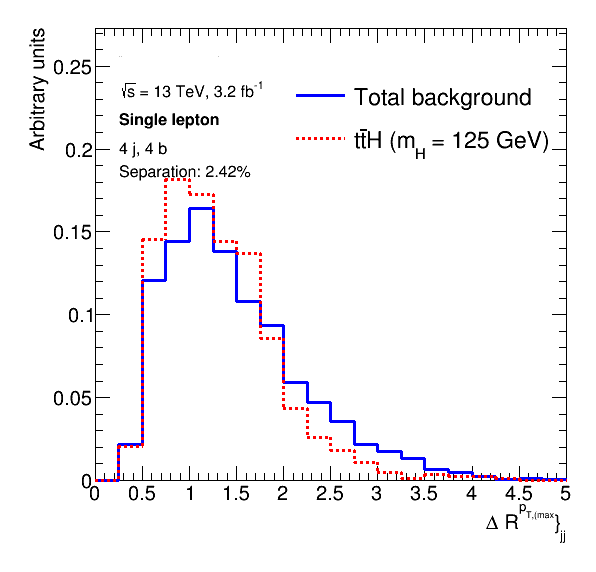 Arbitrary units
0.25
0.2
0.15
0.1
0.05
0
√s = 13 TeV, 3.2 fb⁻¹
Single lepton
4 j, 4 b
Separation: 2.42%
Total background
tt̄H (m_H = 125 GeV)
0 0.5 1 1.5 2 2.5 3 3.5 4 4.5 5
Δ R^{p_{T,(max}}}_{jj}